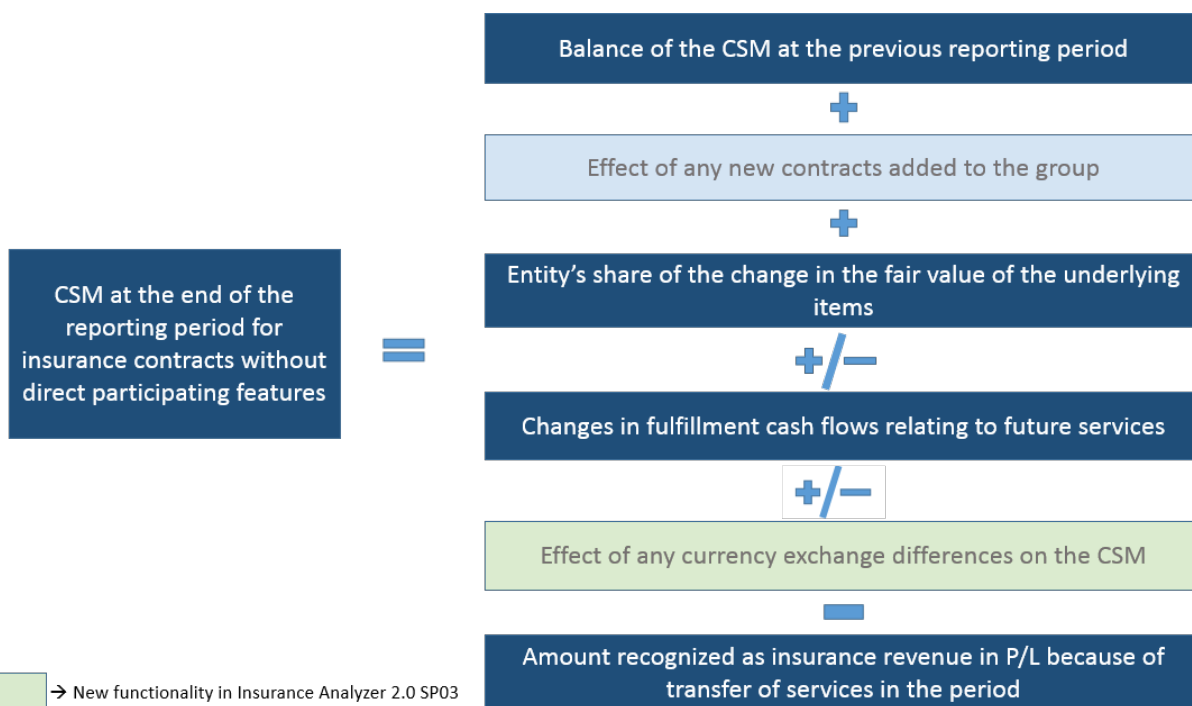 Balance of the CSM at the previous reporting period
+
Effect of any new contracts added to the group
+
Entity's share of the change in the fair value of the underlying
items
+/−
Changes in fulfillment cash flows relating to future services
+/−
Effect of any currency exchange differences on the CSM
−
Amount recognized as insurance revenue in P/L because of
transfer of services in the period
CSM at the end of the
reporting period for
insurance contracts without
direct participating features
=
→ New functionality in Insurance Analyzer 2.0 SP03